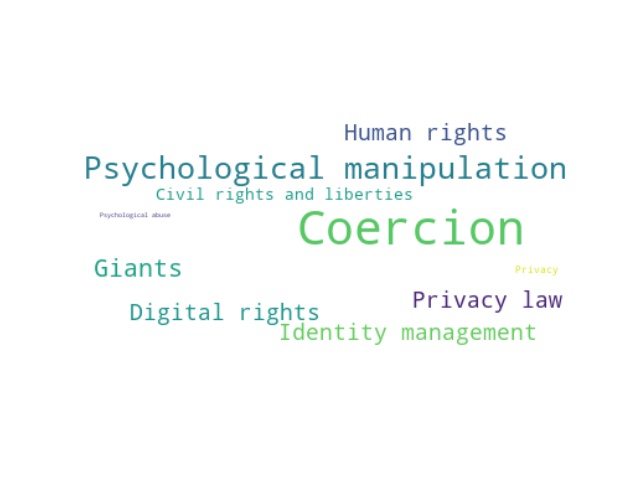 Human rights
Psychological manipulation
Civil rights and liberties
Psychological abuse
Coercion
Giants
Privacy
Privacy law
Digital rights
Identity management